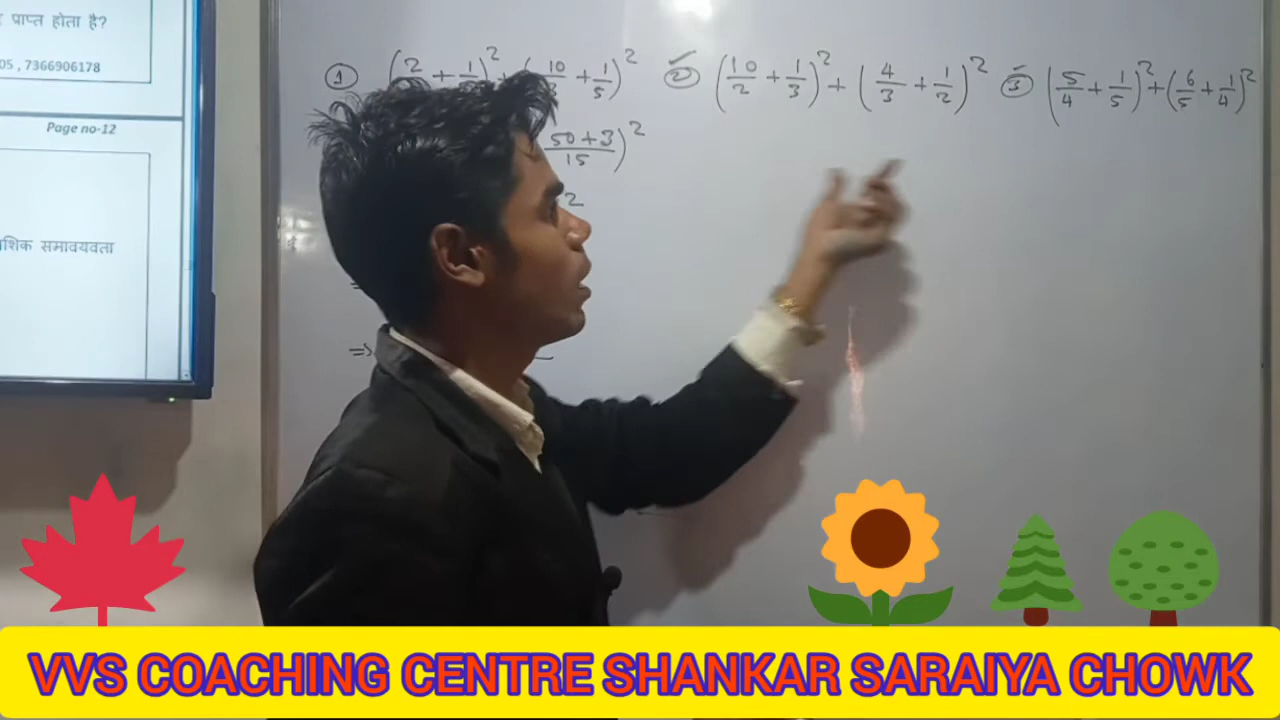 प्राप्त होता है?
05 , 7366906178
Page no-12
शिक समावयवता
① (2 + 1)² + (10 + 1/5)²
② (10/2 + 1/3)² + (4/3 + 1/2)²
③ (5/4 + 1/5)² + (6/5 + 1/4)²
50+3/15)²
2
⇒
VVS COACHING CENTRE SHANKAR SARAIYA CHOWK